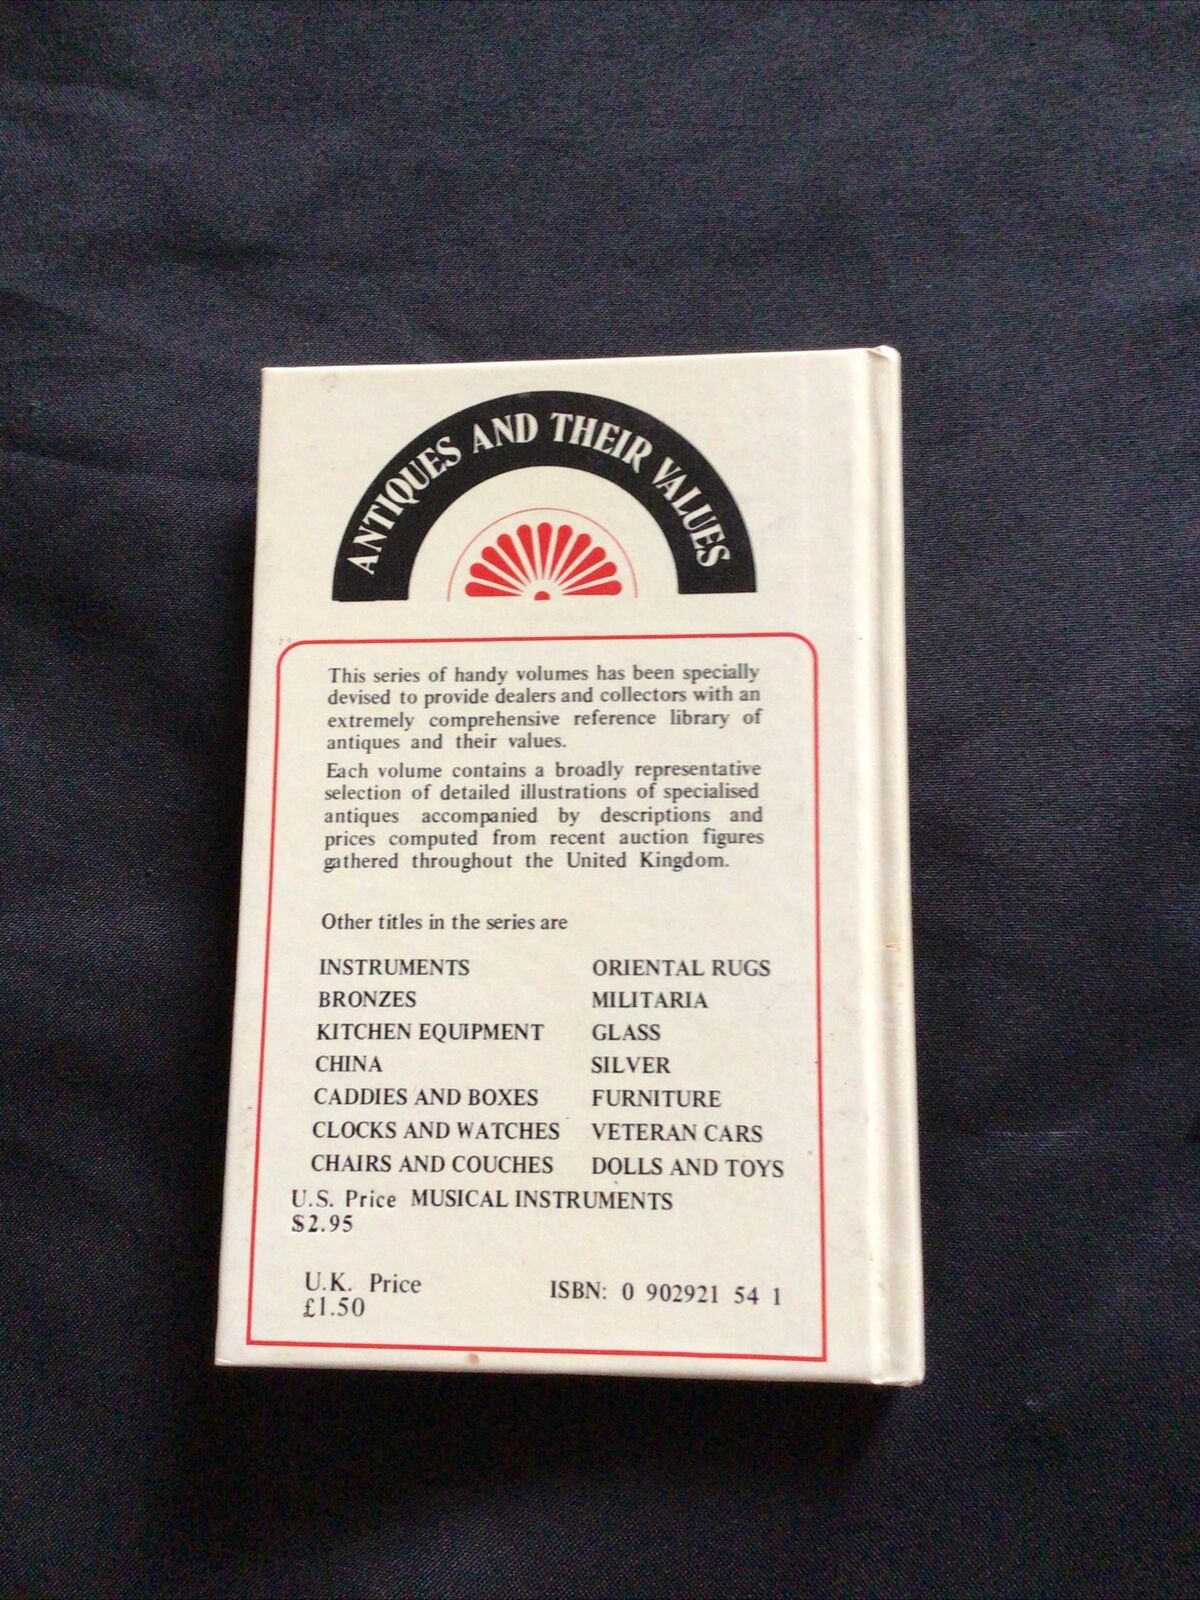 ANTIQUES AND THEIR VALUES
This series of handy volumes has been specially
devised to provide dealers and collectors with an
extremely comprehensive reference library of
antiques and their values.
Each volume contains a broadly representative
selection of detailed illustrations of specialised
antiques accompanied by descriptions and
prices computed from recent auction figures
gathered throughout the United Kingdom.
Other titles in the series are
INSTRUMENTS
BRONZES
KITCHEN EQUIPMENT
CHINA
CADDIES AND BOXES
CLOCKS AND WATCHES
CHAIRS AND COUCHES
ORIENTAL RUGS
MILITARIA
GLASS
SILVER
FURNITURE
VETERAN CARS
DOLLS AND TOYS
MUSICAL INSTRUMENTS
U.S. Price
$2.95
U.K. Price
£1.50
ISBN: 0 902921 54 1